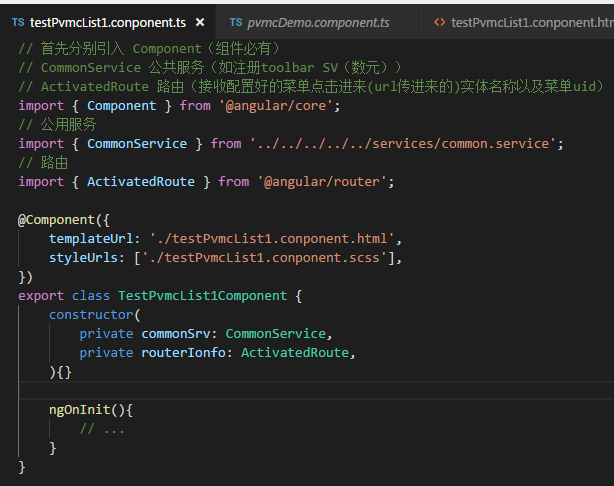 testPvmcList1.conponent.ts
pvmcDemo.conponent.ts
testPvmcList1.conponent.htm
// 首先分别引入 Component（组件必有）
// CommonService 公共服务（如注册toolbar SV（数元））
// ActivatedRoute 路由（接收配置好的菜单点击进来(url传进来的)实体名称以及菜单uid）
import { Component } from '@angular/core';
// 公用服务
import { CommonService } from '../../../../../services/common.service';
// 路由
import { ActivatedRoute } from '@angular/router';
@Component({
templateUrl: './testPvmcList1.conponent.html',
styleUrls: ['./testPvmcList1.conponent.scss'],
})
export class TestPvmcList1Component {
constructor(
private commonSrv: CommonService,
private routerIonfo: ActivatedRoute,
){}
ngOnInit(){
// ...
}
}